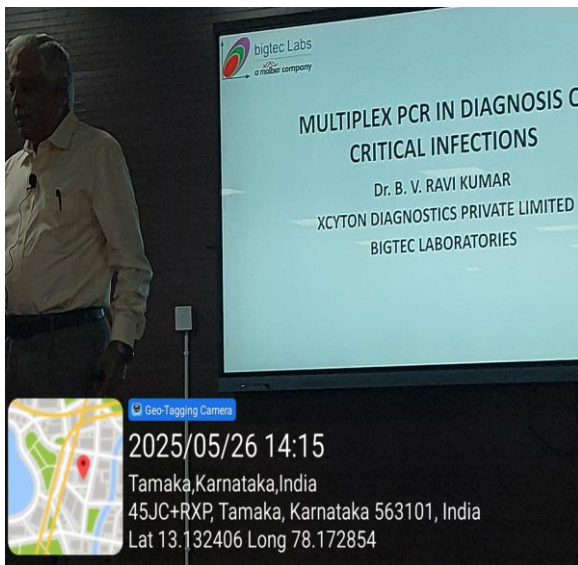 bigtec Labs
a molbio company
MULTIPLEX PCR IN DIAGNOSIS
CRITICAL INFECTIONS
Dr. B. V. RAVI KUMAR
XCYTON DIAGNOSTICS PRIVATE LIMITED
BIGTEC LABORATORIES
Geo-Tagging Camera
2025/05/26 14:15
Tamaka,Karnataka,India
45JC+RXP, Tamaka, Karnataka 563101, India
Lat 13.132406 Long 78.172854